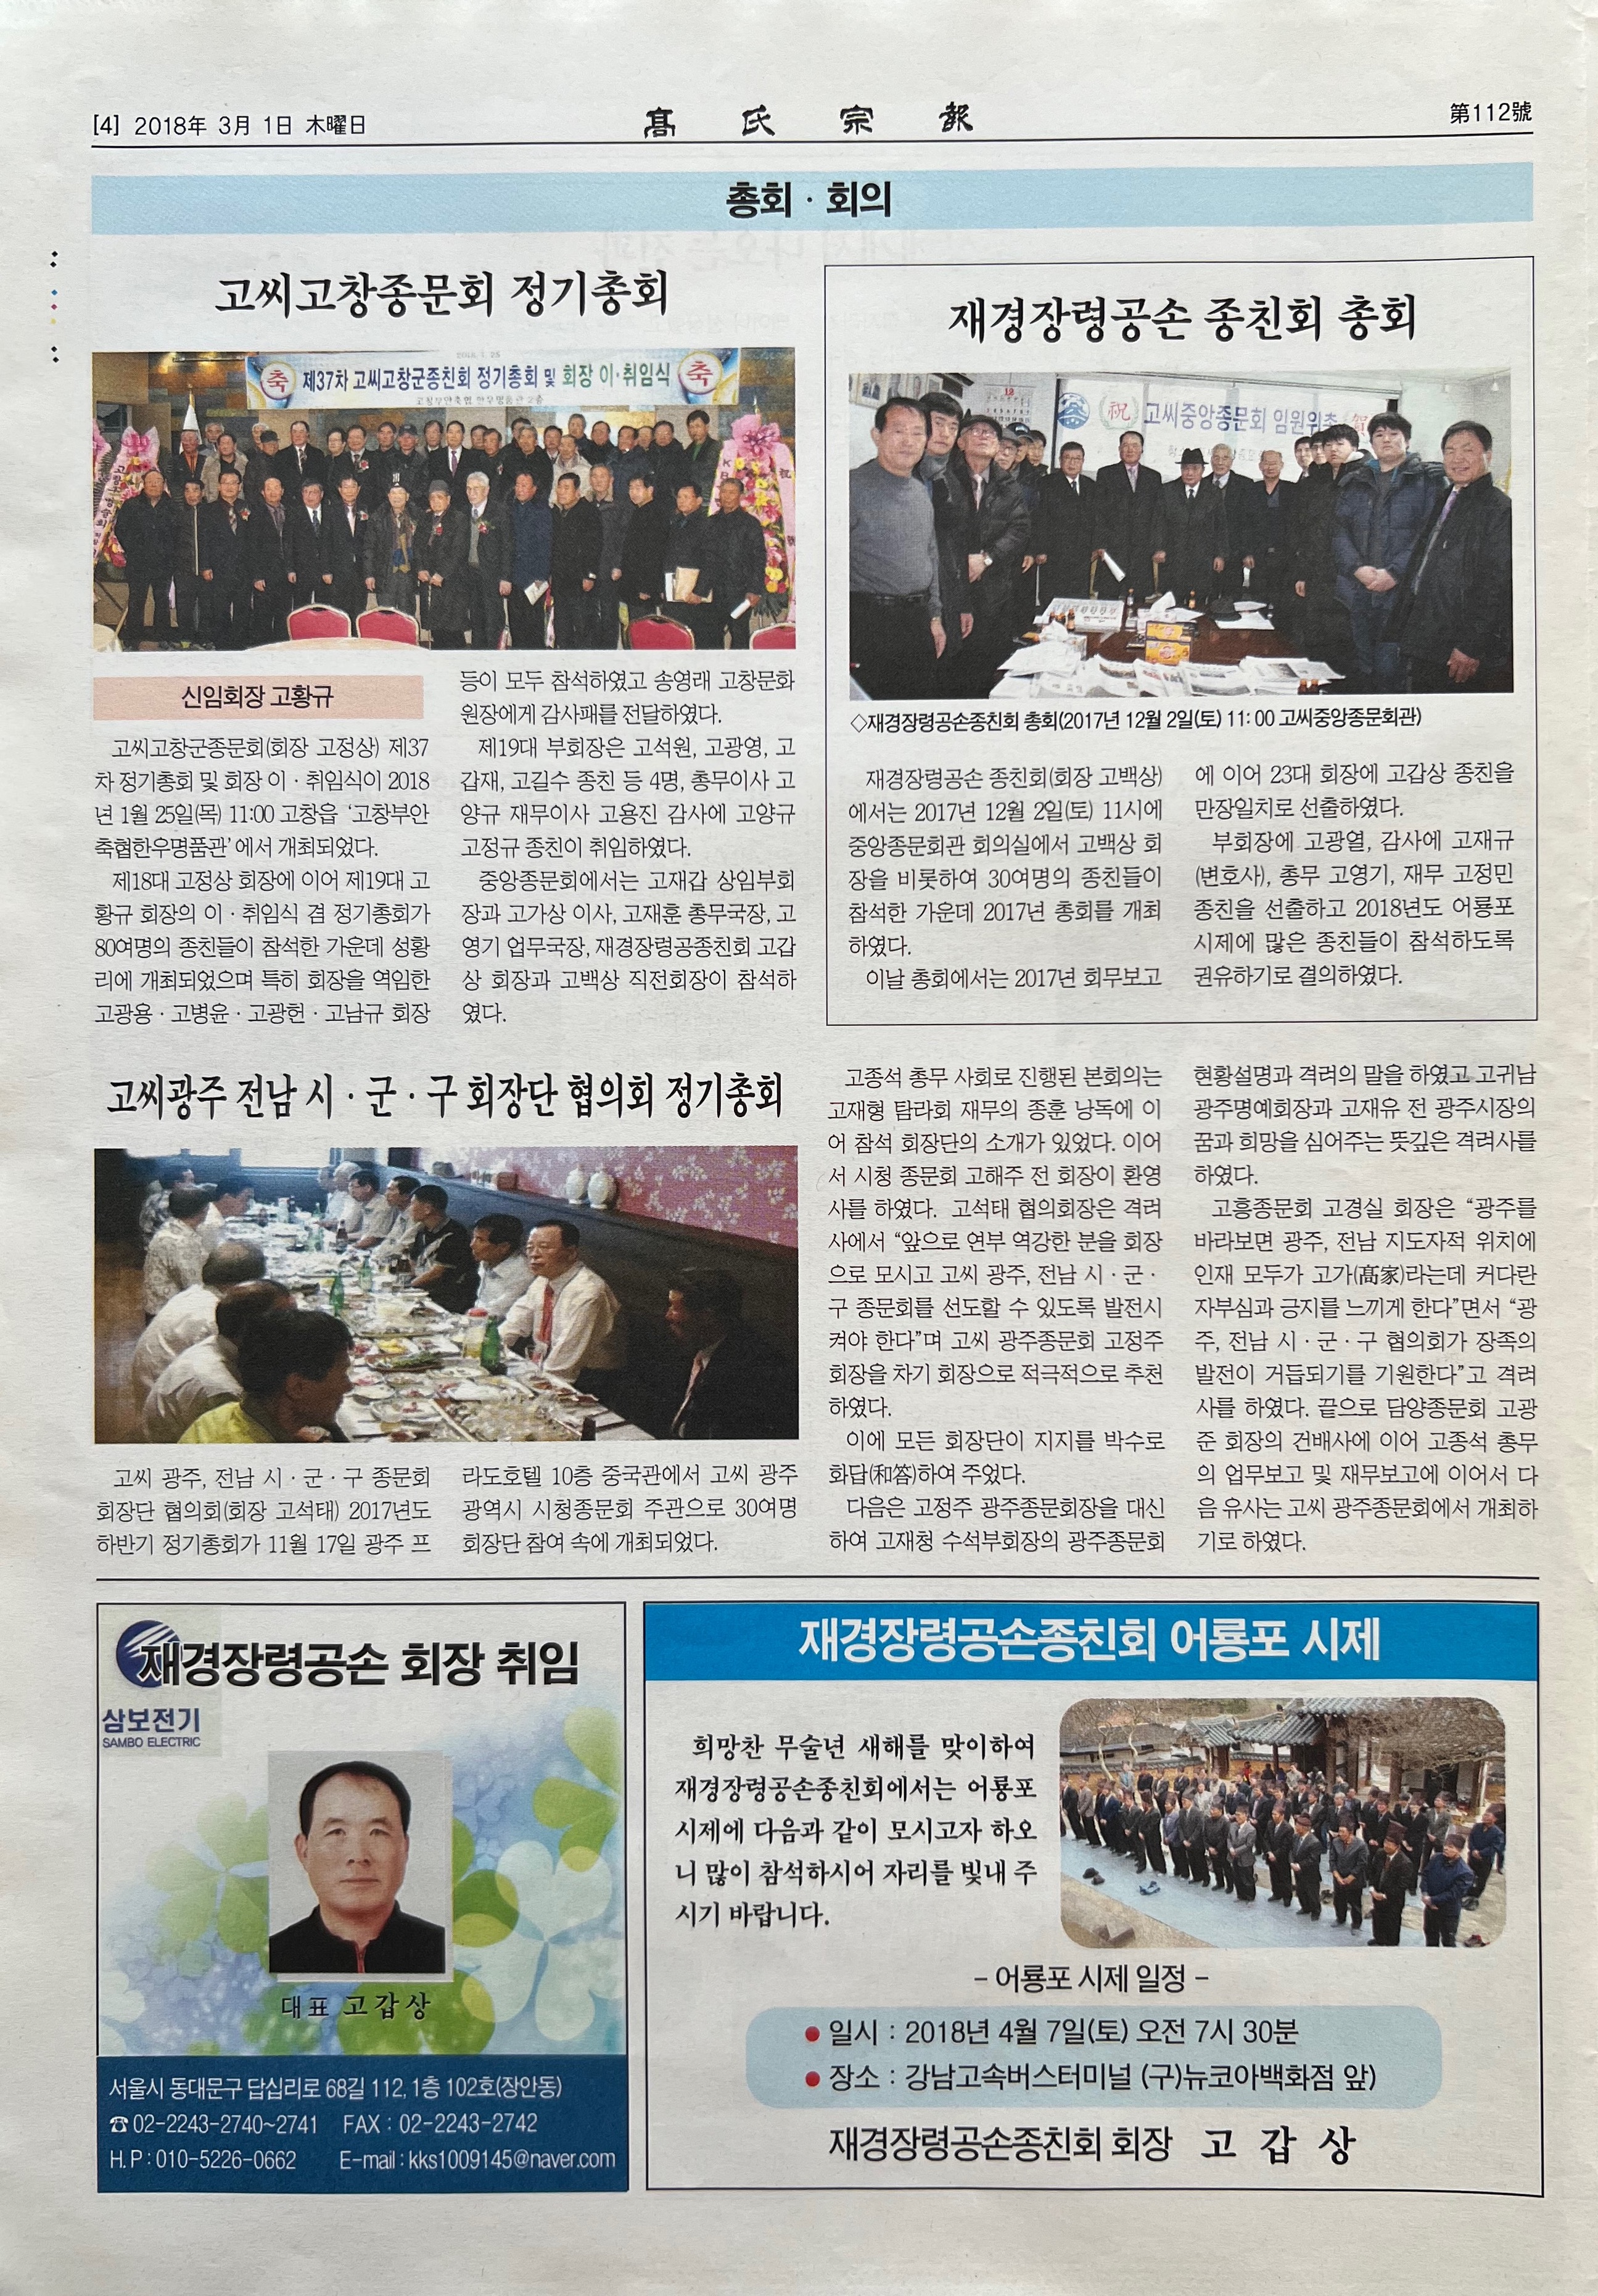 [4] 2018年 3月 1日 木曜日
髙氏宗報
第112號
총회 · 회의
고씨고창종문회 정기총회
2018. 1. 25
축 제37차 고씨고창군종친회 정기총회 및 회장 이·취임식 축
고창부안축협 한우명품관 2층
신임회장 고황규
고씨고창군종문회(회장 고정상) 제37
차 정기총회 및 회장 이 · 취임식이 2018
년 1월 25일(목) 11:00 고창읍 ‘고창부안
축협한우명품관’ 에서 개최되었다.
제18대 고정상 회장에 이어 제19대 고
황규 회장의 이 · 취임식 겸 정기총회가
80여명의 종친들이 참석한 가운데 성황
리에 개최되었으며 특히 회장을 역임한
고광용 · 고병윤 · 고광헌 · 고남규 회장
등이 모두 참석하였고 송영래 고창문화
원장에게 감사패를 전달하였다.
제19대 부회장은 고석원, 고광영, 고
갑재, 고길수 종친 등 4명, 총무이사 고
양규 재무이사 고용진 감사에 고양규
고정규 종친이 취임하였다.
중앙종문회에서는 고재갑 상임부회
장과 고가상 이사, 고재훈 총무국장, 고
영기 업무국장, 재경장령공종친회 고갑
상 회장과 고백상 직전회장이 참석하
였다.
재경장령공손 종친회 총회
祝 고씨중앙종문회 임원위촉 賀
◇재경장령공손종친회 총회(2017년 12월 2일(토) 11: 00 고씨중앙종문회관)
재경장령공손 종친회(회장 고백상)
에서는 2017년 12월 2일(토) 11시에
중앙종문회관 회의실에서 고백상 회
장을 비롯하여 30여명의 종친들이
참석한 가운데 2017년 총회를 개최
하였다.
이날 총회에서는 2017년 회무보고
에 이어 23대 회장에 고갑상 종친을
만장일치로 선출하였다.
부회장에 고광열, 감사에 고재규
(변호사), 총무 고영기, 재무 고정민
종친을 선출하고 2018년도 어룡포
시제에 많은 종친들이 참석하도록
권유하기로 결의하였다.
고씨광주 전남 시 · 군 · 구 회장단 협의회 정기총회
고씨 광주, 전남 시 · 군 · 구 종문회
회장단 협의회(회장 고석태) 2017년도
하반기 정기총회가 11월 17일 광주 프
라도호텔 10층 중국관에서 고씨 광주
광역시 시청종문회 주관으로 30여명
회장단 참여 속에 개최되었다.
고종석 총무 사회로 진행된 본회의는
고재형 탐라회 재무의 종훈 낭독에 이
어 참석 회장단의 소개가 있었다. 이어
서 시청 종문회 고해주 전 회장이 환영
사를 하였다. 고석태 협의회장은 격려
사에서 “앞으로 연부 역강한 분을 회장
으로 모시고 고씨 광주, 전남 시 · 군 ·
구 종문회를 선도할 수 있도록 발전시
켜야 한다”며 고씨 광주종문회 고정주
회장을 차기 회장으로 적극적으로 추천
하였다.
이에 모든 회장단이 지지를 박수로
화답(和答)하여 주었다.
다음은 고정주 광주종문회장을 대신
하여 고재청 수석부회장의 광주종문회
현황설명과 격려의 말을 하였고 고귀남
광주명예회장과 고재유 전 광주시장의
꿈과 희망을 심어주는 뜻깊은 격려사를
하였다.
고흥종문회 고경실 회장은 “광주를
바라보면 광주, 전남 지도자적 위치에
인재 모두가 고가(髙家)라는데 커다란
자부심과 긍지를 느끼게 한다”면서 “광
주, 전남 시 · 군 · 구 협의회가 장족의
발전이 거듭되기를 기원한다”고 격려
사를 하였다. 끝으로 담양종문회 고광
준 회장의 건배사에 이어 고종석 총무
의 업무보고 및 재무보고에 이어서 다
음 유사는 고씨 광주종문회에서 개최하
기로 하였다.
재경장령공손 회장 취임
삼보전기
SAMBO ELECTRIC
대표 고갑상
서울시 동대문구 답십리로 68길 112, 1층 102호(장안동)
☎ 02-2243-2740~2741 FAX : 02-2243-2742
H.P : 010-5226-0662 E-mail : kks1009145@naver.com
재경장령공손종친회 어룡포 시제
희망찬 무술년 새해를 맞이하여
재경장령공손종친회에서는 어룡포
시제에 다음과 같이 모시고자 하오
니 많이 참석하시어 자리를 빛내 주
시기 바랍니다.
- 어룡포 시제 일정 -
● 일시 : 2018년 4월 7일(토) 오전 7시 30분
● 장소 : 강남고속버스터미널 (구)뉴코아백화점 앞)
재경장령공손종친회 회장 고 갑 상